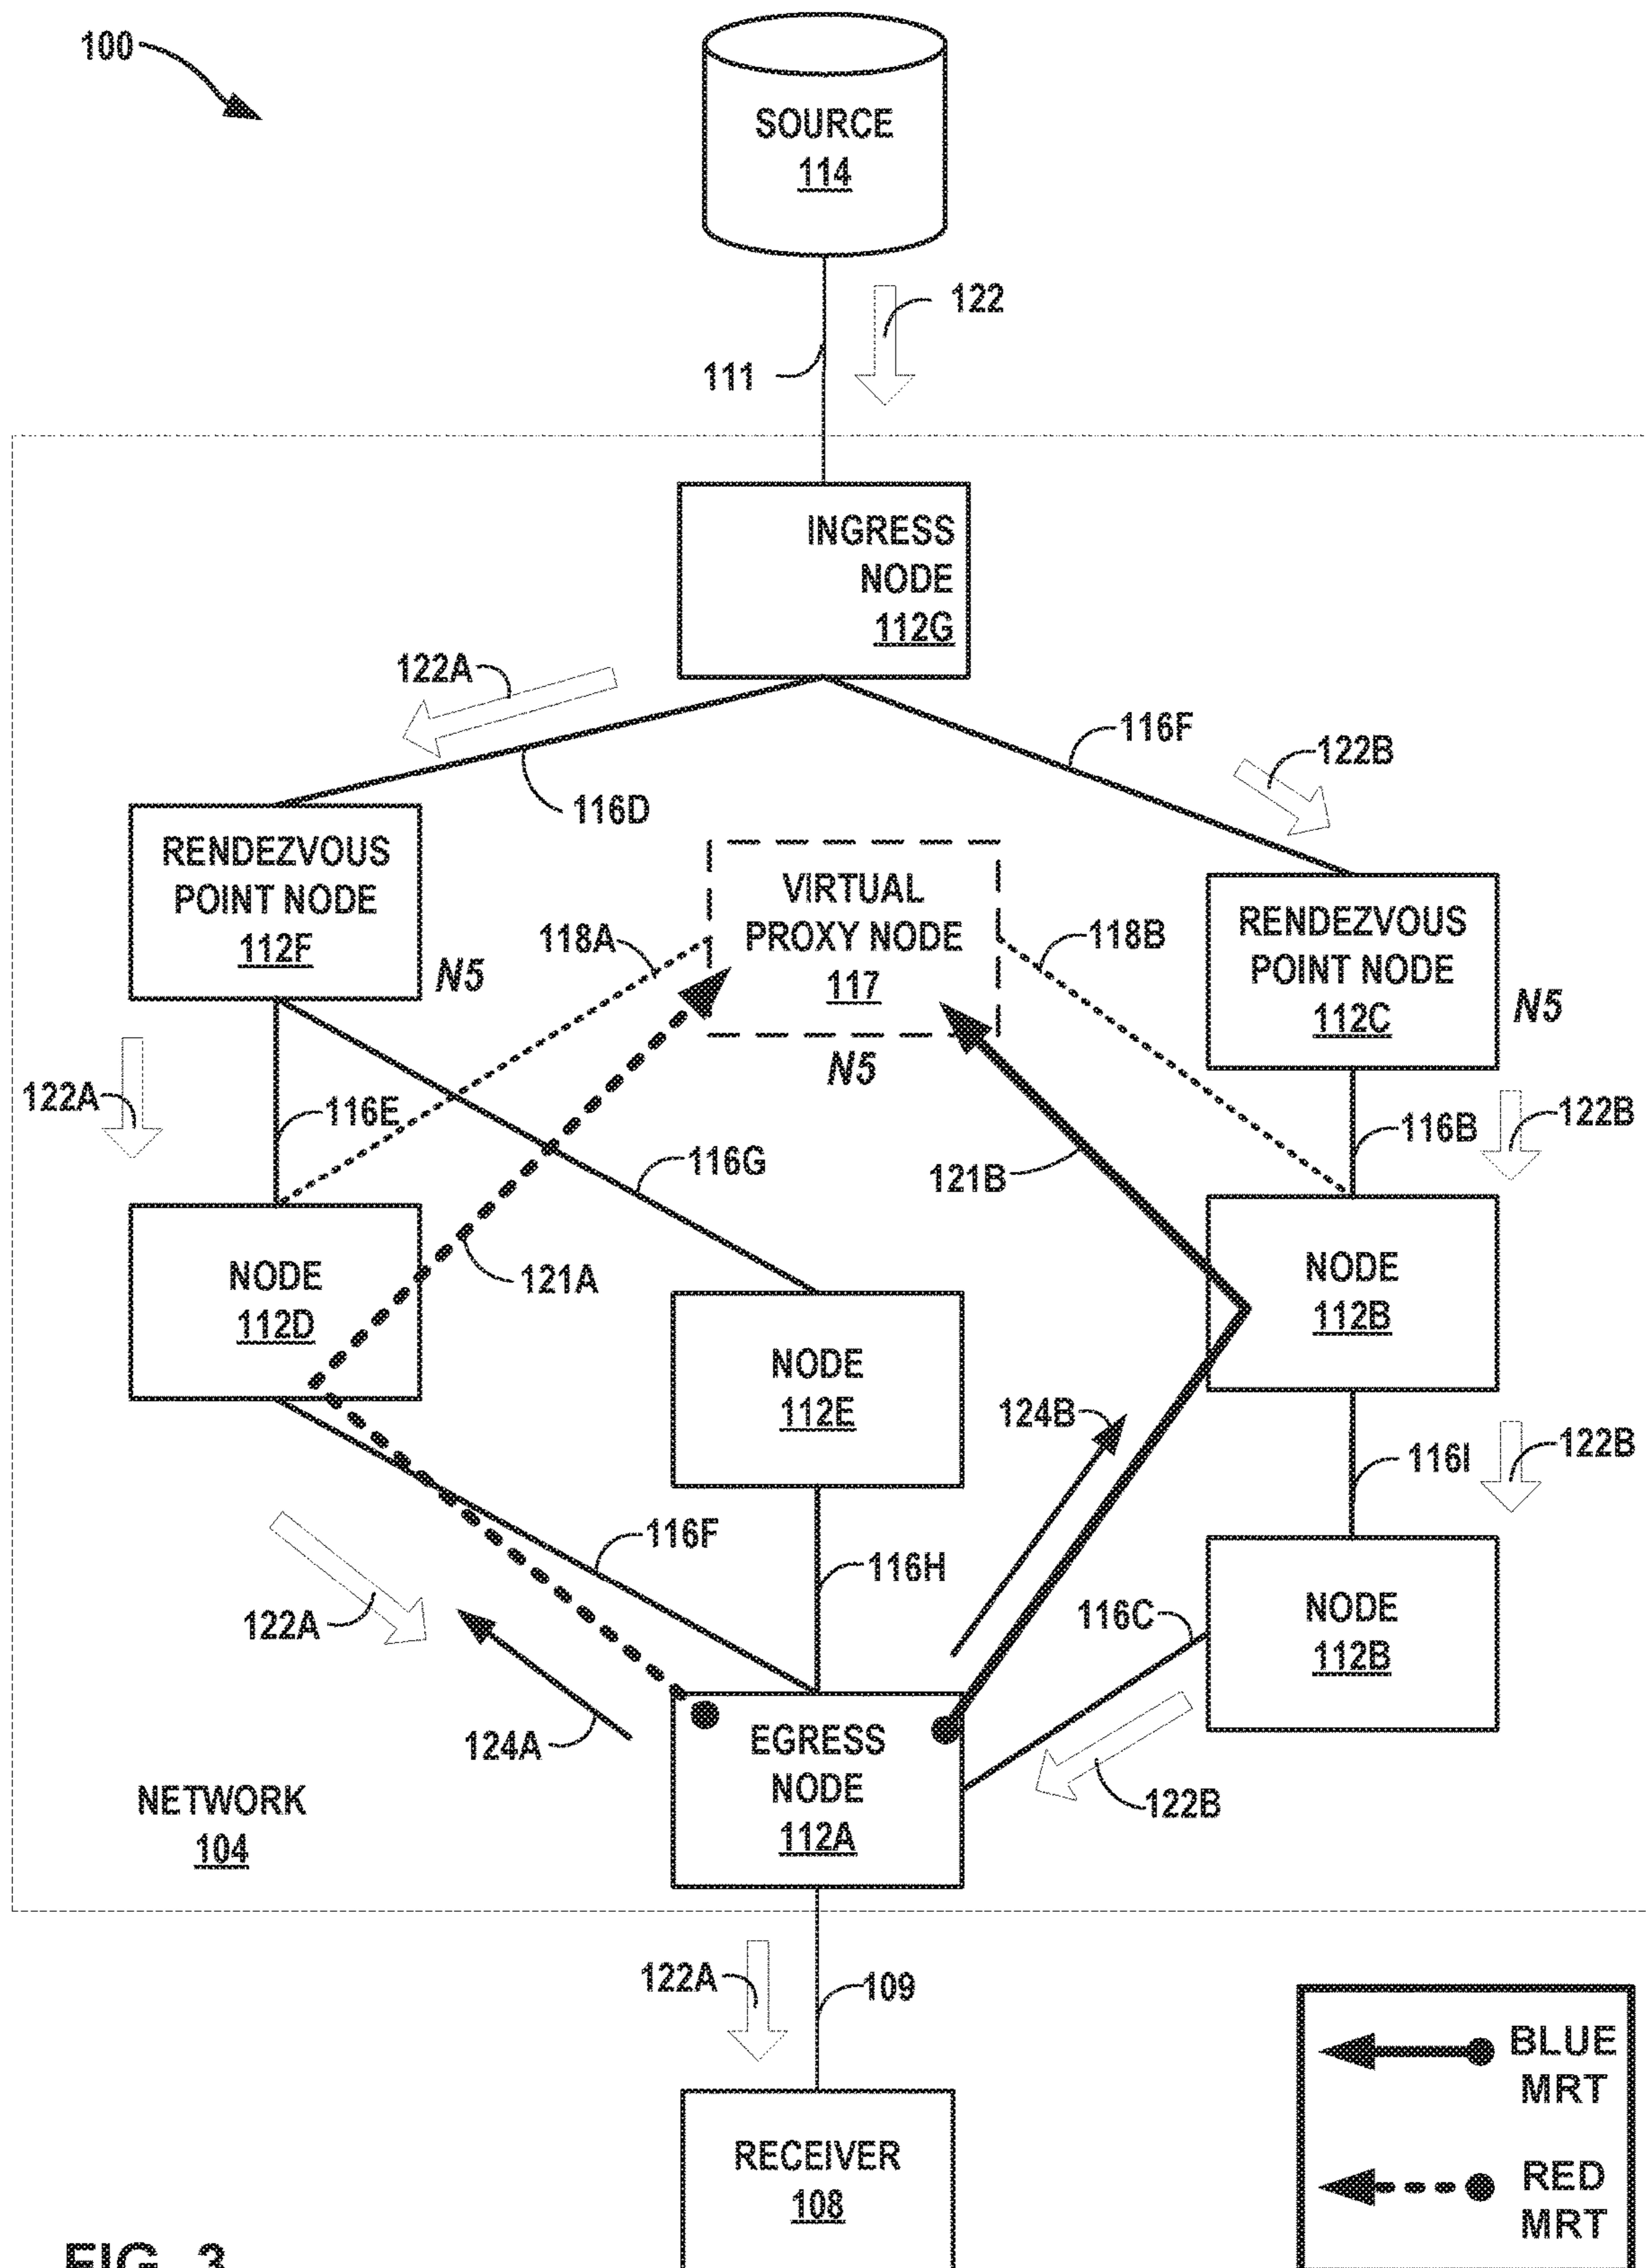 100
SOURCE
114
122
111
INGRESS
NODE
112G
122A
116F
122B
116D
RENDEZVOUS
POINT NODE
112F
N5
VIRTUAL
PROXY NODE
117
N5
118A
118B
RENDEZVOUS
POINT NODE
112C
N5
122A
116E
116G
121B
116B
122B
NODE
112D
121A
NODE
112E
NODE
112B
124B
116I
122B
116F
116H
122A
116C
NODE
112B
124A
EGRESS
NODE
112A
122B
NETWORK
104
122A
109
RECEIVER
108
BLUE
MRT
RED
MRT
FIG. 3